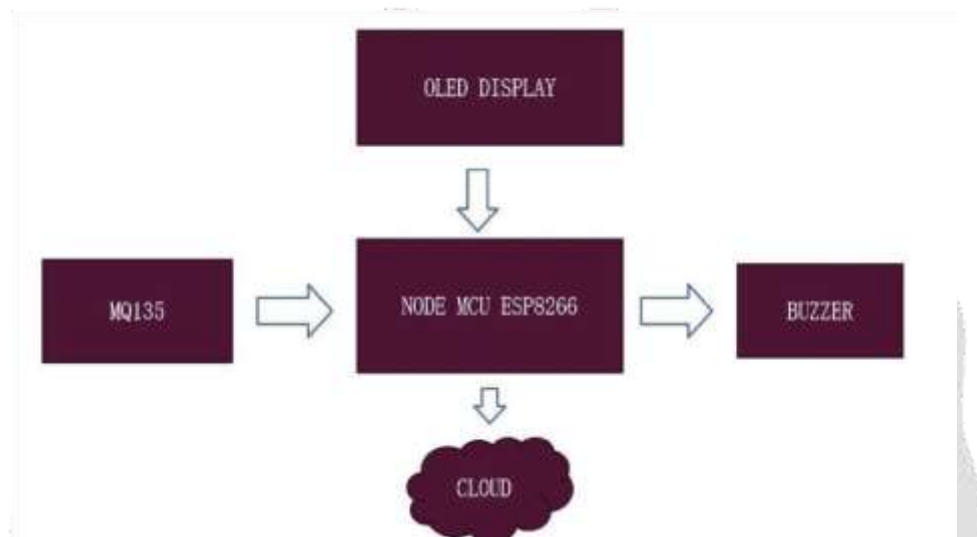 OLED DISPLAY
MQ135
NODE MCU ESP8266
BUZZER
CLOUD